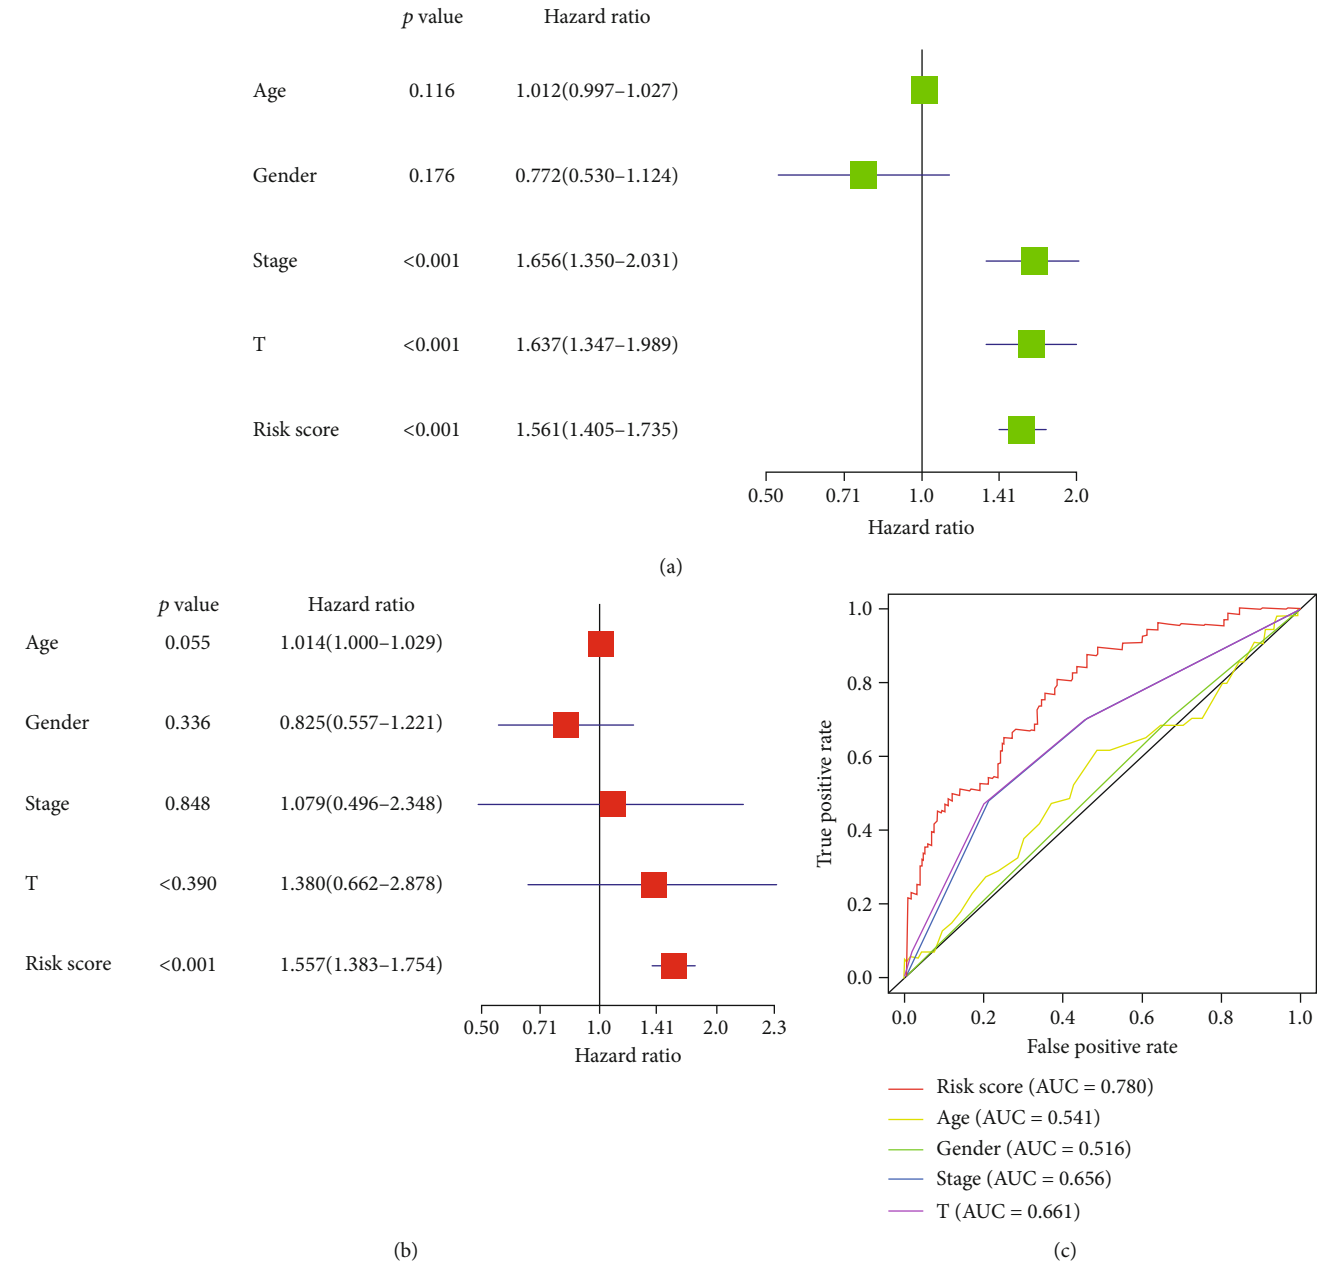 p value Hazard ratio
Age 0.116 1.012(0.997–1.027)
Gender 0.176 0.772(0.530–1.124)
Stage <0.001 1.656(1.350–2.031)
T <0.001 1.637(1.347–1.989)
Risk score <0.001 1.561(1.405–1.735)
0.50 0.71 1.0 1.41 2.0
Hazard ratio
(a)
p value Hazard ratio
Age 0.055 1.014(1.000–1.029)
Gender 0.336 0.825(0.557–1.221)
Stage 0.848 1.079(0.496–2.348)
T <0.390 1.380(0.662–2.878)
Risk score <0.001 1.557(1.383–1.754)
0.50 0.71 1.0 1.41 2.0 2.3
Hazard ratio
(b)
True positive rate
1.0
0.8
0.6
0.4
0.2
0.0
0.0 0.2 0.4 0.6 0.8 1.0
False positive rate
Risk score (AUC = 0.780)
Age (AUC = 0.541)
Gender (AUC = 0.516)
Stage (AUC = 0.656)
T (AUC = 0.661)
(c)